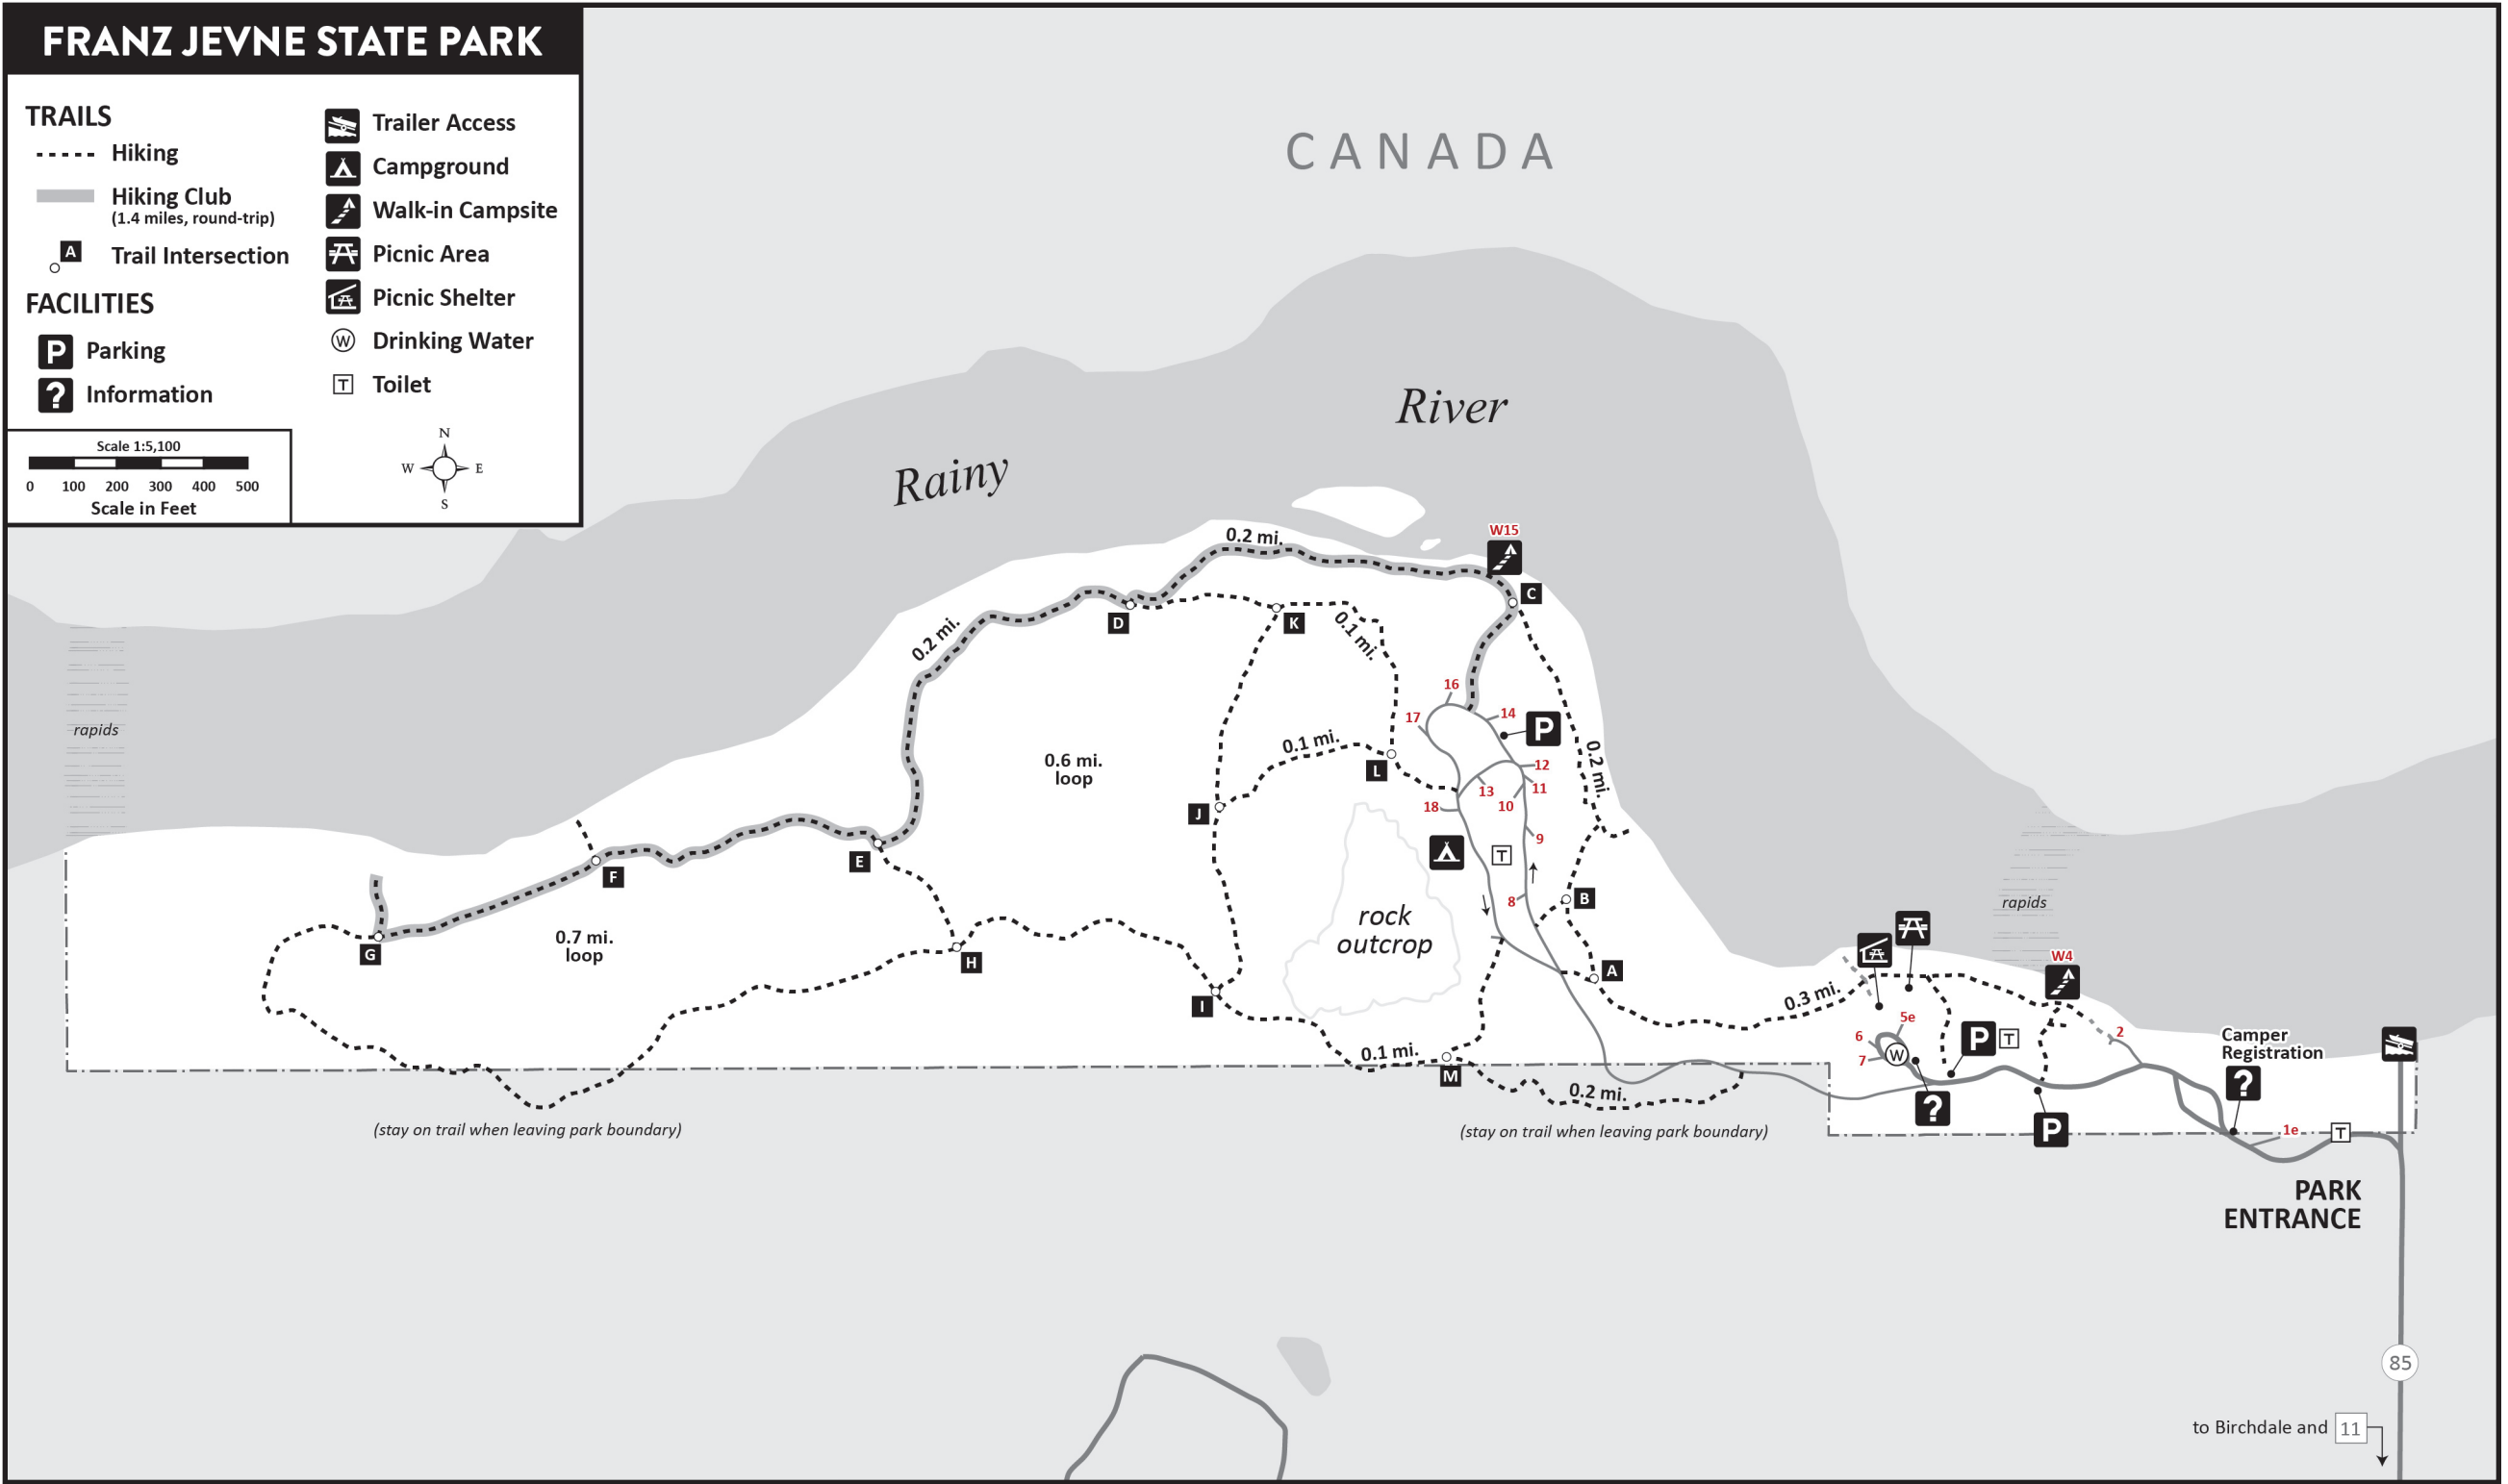 FRANZ JEVNE STATE PARK
TRAILS
Hiking
Hiking Club
(1.4 miles, round-trip)
A
Trail Intersection
FACILITIES
P
Parking
?
Information
Trailer Access
Campground
Walk-in Campsite
Picnic Area
Picnic Shelter
W
Drinking Water
T
Toilet
Scale 1:5,100
0 100 200 300 400 500
Scale in Feet
N
W E
S
CANADA
River
Rainy
rapids
0.2 mi.
W15
C
D
K
0.2 mi.
0.1 mi.
16
17
14
P
0.6 mi.
loop
0.1 mi.
L
12
0.2 mi.
13
11
10
18
J
9
E
T
F
8
B
rock
outcrop
rapids
0.7 mi.
loop
G
H
A
I
W4
0.3 mi.
5e
6
7
W
P
T
2
Camper
Registration
?
0.1 mi.
M
0.2 mi.
?
P
1e
T
(stay on trail when leaving park boundary)
(stay on trail when leaving park boundary)
PARK
ENTRANCE
85
to Birchdale and 11